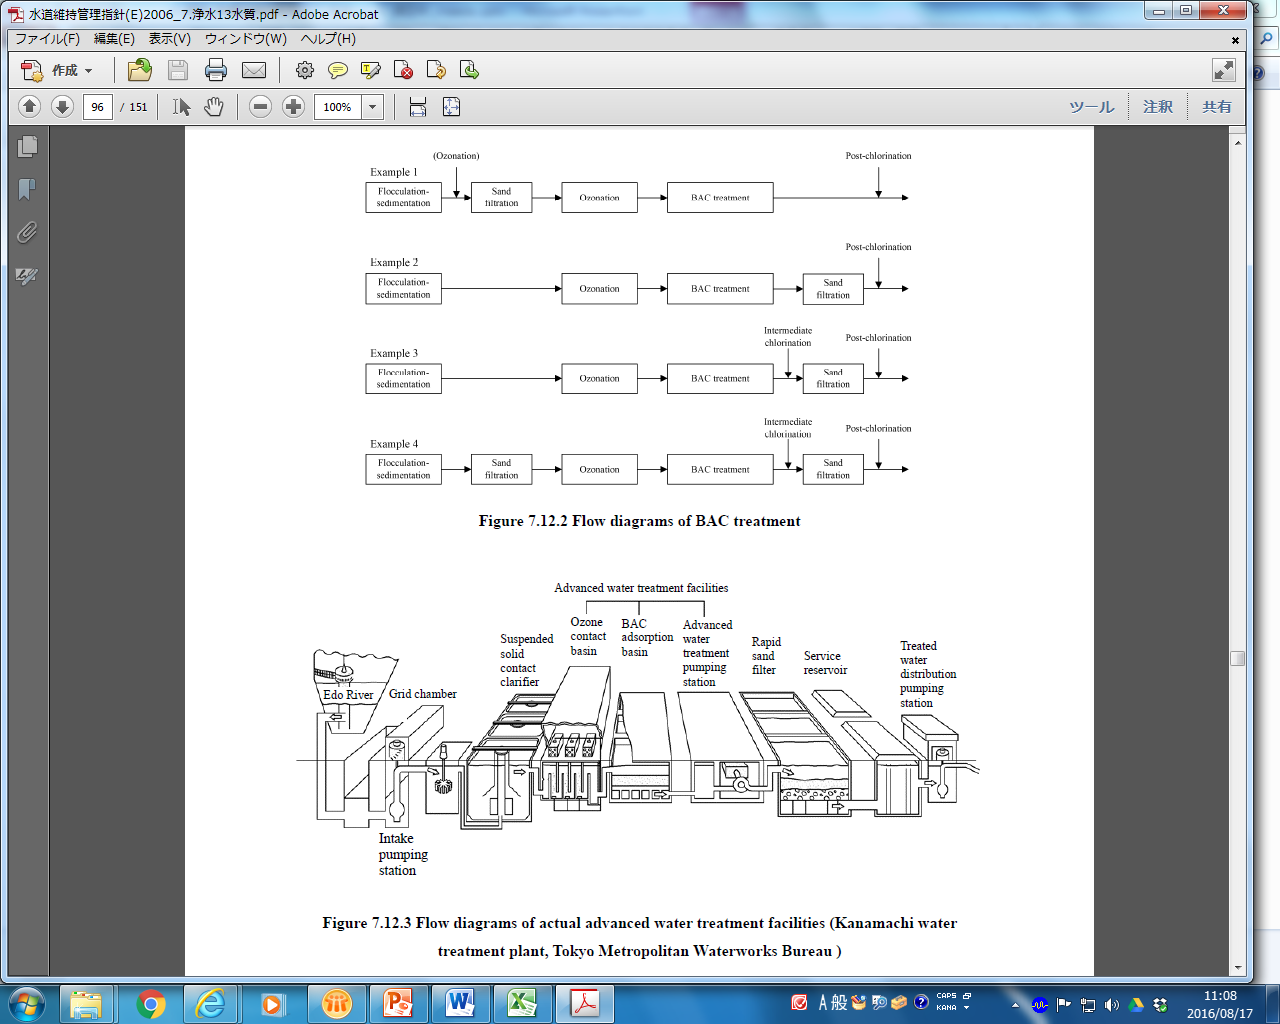 水道維持管理指針(E)2006_7.浄水13水質.pdf - Adobe Acrobat
ファイル(F) 編集(E) 表示(V) ウィンドウ(W) ヘルプ(H)
作成
96 / 151
100%
ツール 注釈 共有
(Ozonation)
Post-chlorination
Example 1
Flocculation-
sedimentation
Sand
filtration
Ozonation
BAC treatment
Post-chlorination
Example 2
Flocculation-
sedimentation
Ozonation
BAC treatment
Sand
filtration
Intermediate
chlorination
Post-chlorination
Example 3
Flocculation-
sedimentation
Ozonation
BAC treatment
Sand
filtration
Intermediate
chlorination
Post-chlorination
Example 4
Flocculation-
sedimentation
Sand
filtration
Ozonation
BAC treatment
Sand
filtration
Figure 7.12.2 Flow diagrams of BAC treatment
Advanced water treatment facilities
Suspended
solid
contact
clarifier
Ozone
contact
basin
BAC
adsorption
basin
Advanced
water
treatment
pumping
station
Rapid
sand
filter
Service
reservoir
Treated
water
distribution
pumping
station
Edo River
Grid chamber
Intake
pumping
station
Figure 7.12.3 Flow diagrams of actual advanced water treatment facilities (Kanamachi water
treatment plant, Tokyo Metropolitan Waterworks Bureau )
A 般
CAPS
KANA
11:08
2016/08/17